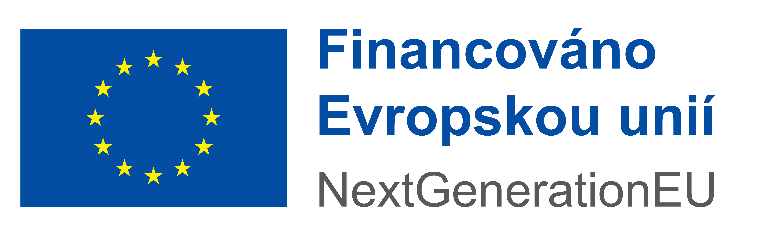 Financováno
Evropskou unií
NextGenerationEU